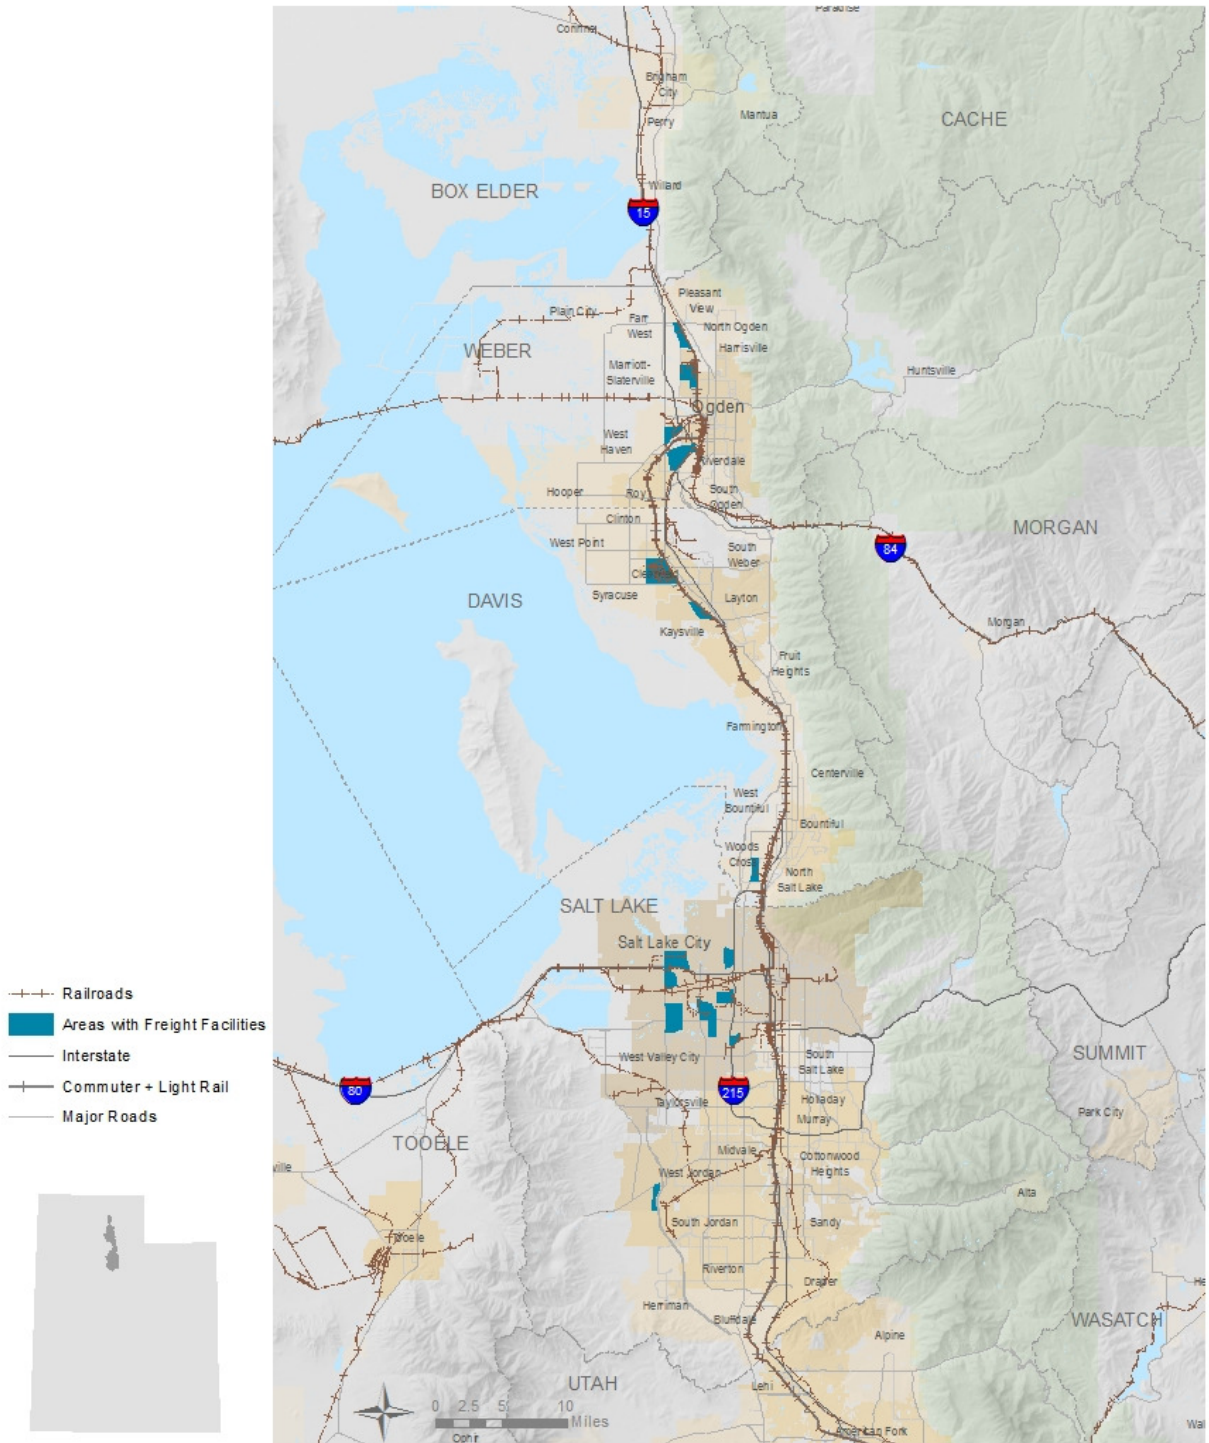 Paradise
Corinne
Brigham
City
Perry
Mantua
CACHE
Willard
BOX ELDER
15
Pleasant
View
Plain City
Farr
West
North Ogden
Harrisville
WEBER
Marriott-
Slaterville
Huntsville
Ogden
West
Haven
Riverdale
Hooper
Roy
South
Ogden
Clinton
MORGAN
West Point
South
Weber
84
Clearfield
Syracuse
Layton
DAVIS
Kaysville
Morgan
Fruit
Heights
Farmington
Centerville
West
Bountiful
Bountiful
Woods
Cross
North
Salt Lake
SALT LAKE
Salt Lake City
Railroads
Areas with Freight Facilities
Interstate
Commuter + Light Rail
Major Roads
West Valley City
South
Salt Lake
SUMMIT
80
215
Taylorsville
Holladay
Murray
Park City
TOOELE
Midvale
Cottonwood
Heights
ville
West Jordan
Alta
South Jordan
Sandy
Tooele
Riverton
Draper
Herriman
Bluffdale
WASATCH
Alpine
UTAH
Lehi
0 2.5 5 10
Miles
American Fork